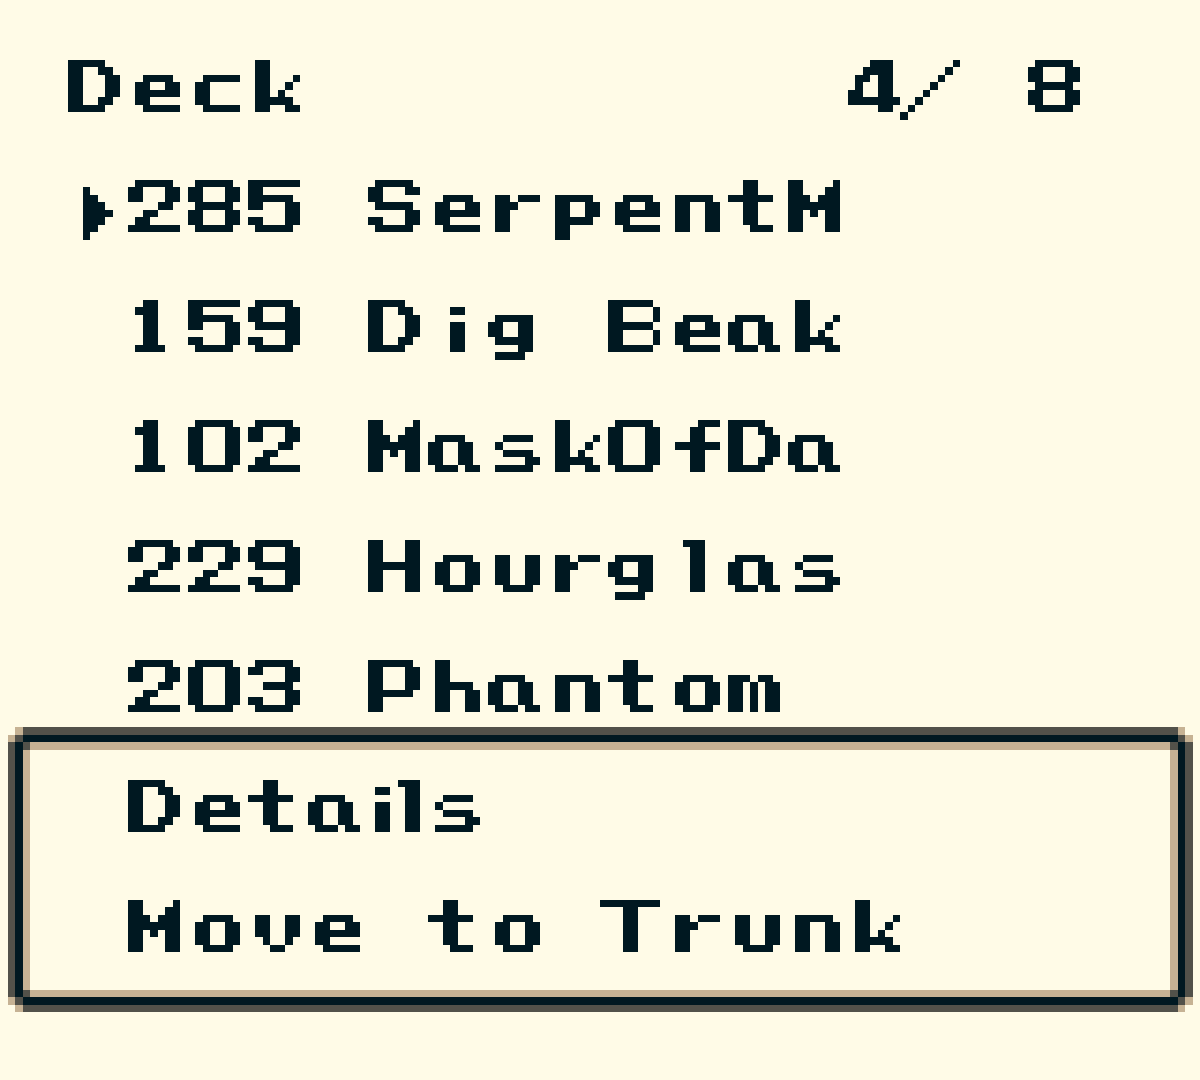 Deck 4/ 8
285 SerpentM
159 Dig Beak
102 MaskOfDa
229 Hourglas
203 Phantom
Details
Move to Trunk